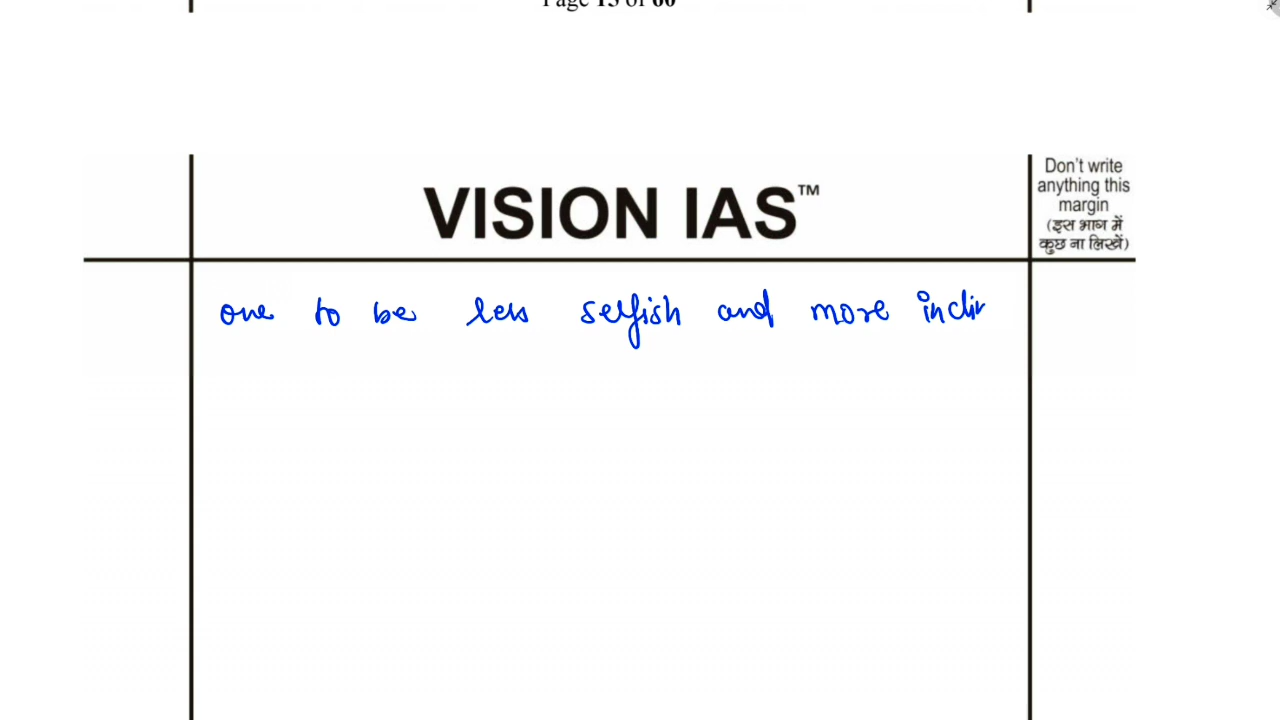 VISION IAS™
Don't write
anything this
margin
(इस भाग में
कुछ ना लिखें)
one to be less selfish and more